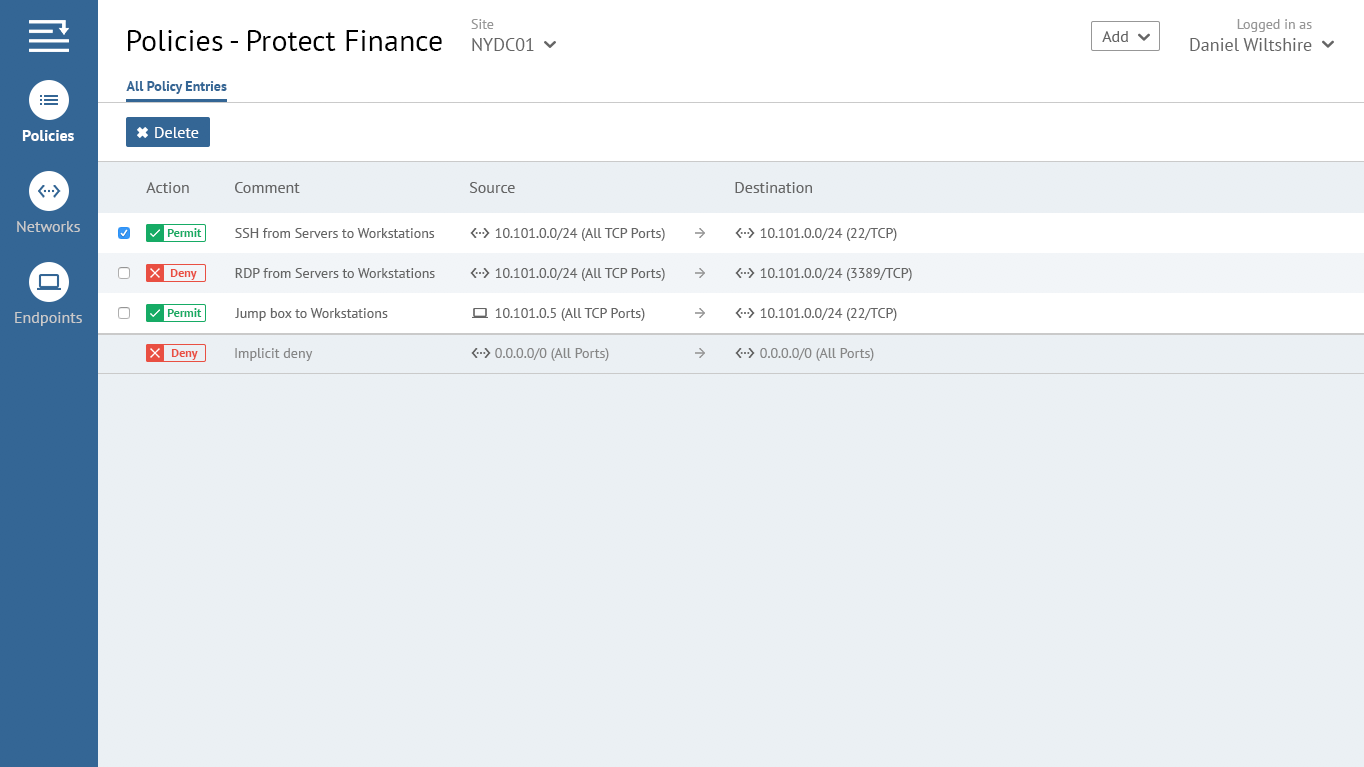 Policies - Protect Finance
Site
NYDC01
Add
Logged in as
Daniel Wiltshire
All Policy Entries
Delete
Policies
Networks
Endpoints
Action Comment Source Destination
Permit SSH from Servers to Workstations 10.101.0.0/24 (All TCP Ports) 10.101.0.0/24 (22/TCP)
Deny RDP from Servers to Workstations 10.101.0.0/24 (All TCP Ports) 10.101.0.0/24 (3389/TCP)
Permit Jump box to Workstations 10.101.0.5 (All TCP Ports) 10.101.0.0/24 (22/TCP)
Deny Implicit deny 0.0.0.0/0 (All Ports) 0.0.0.0/0 (All Ports)